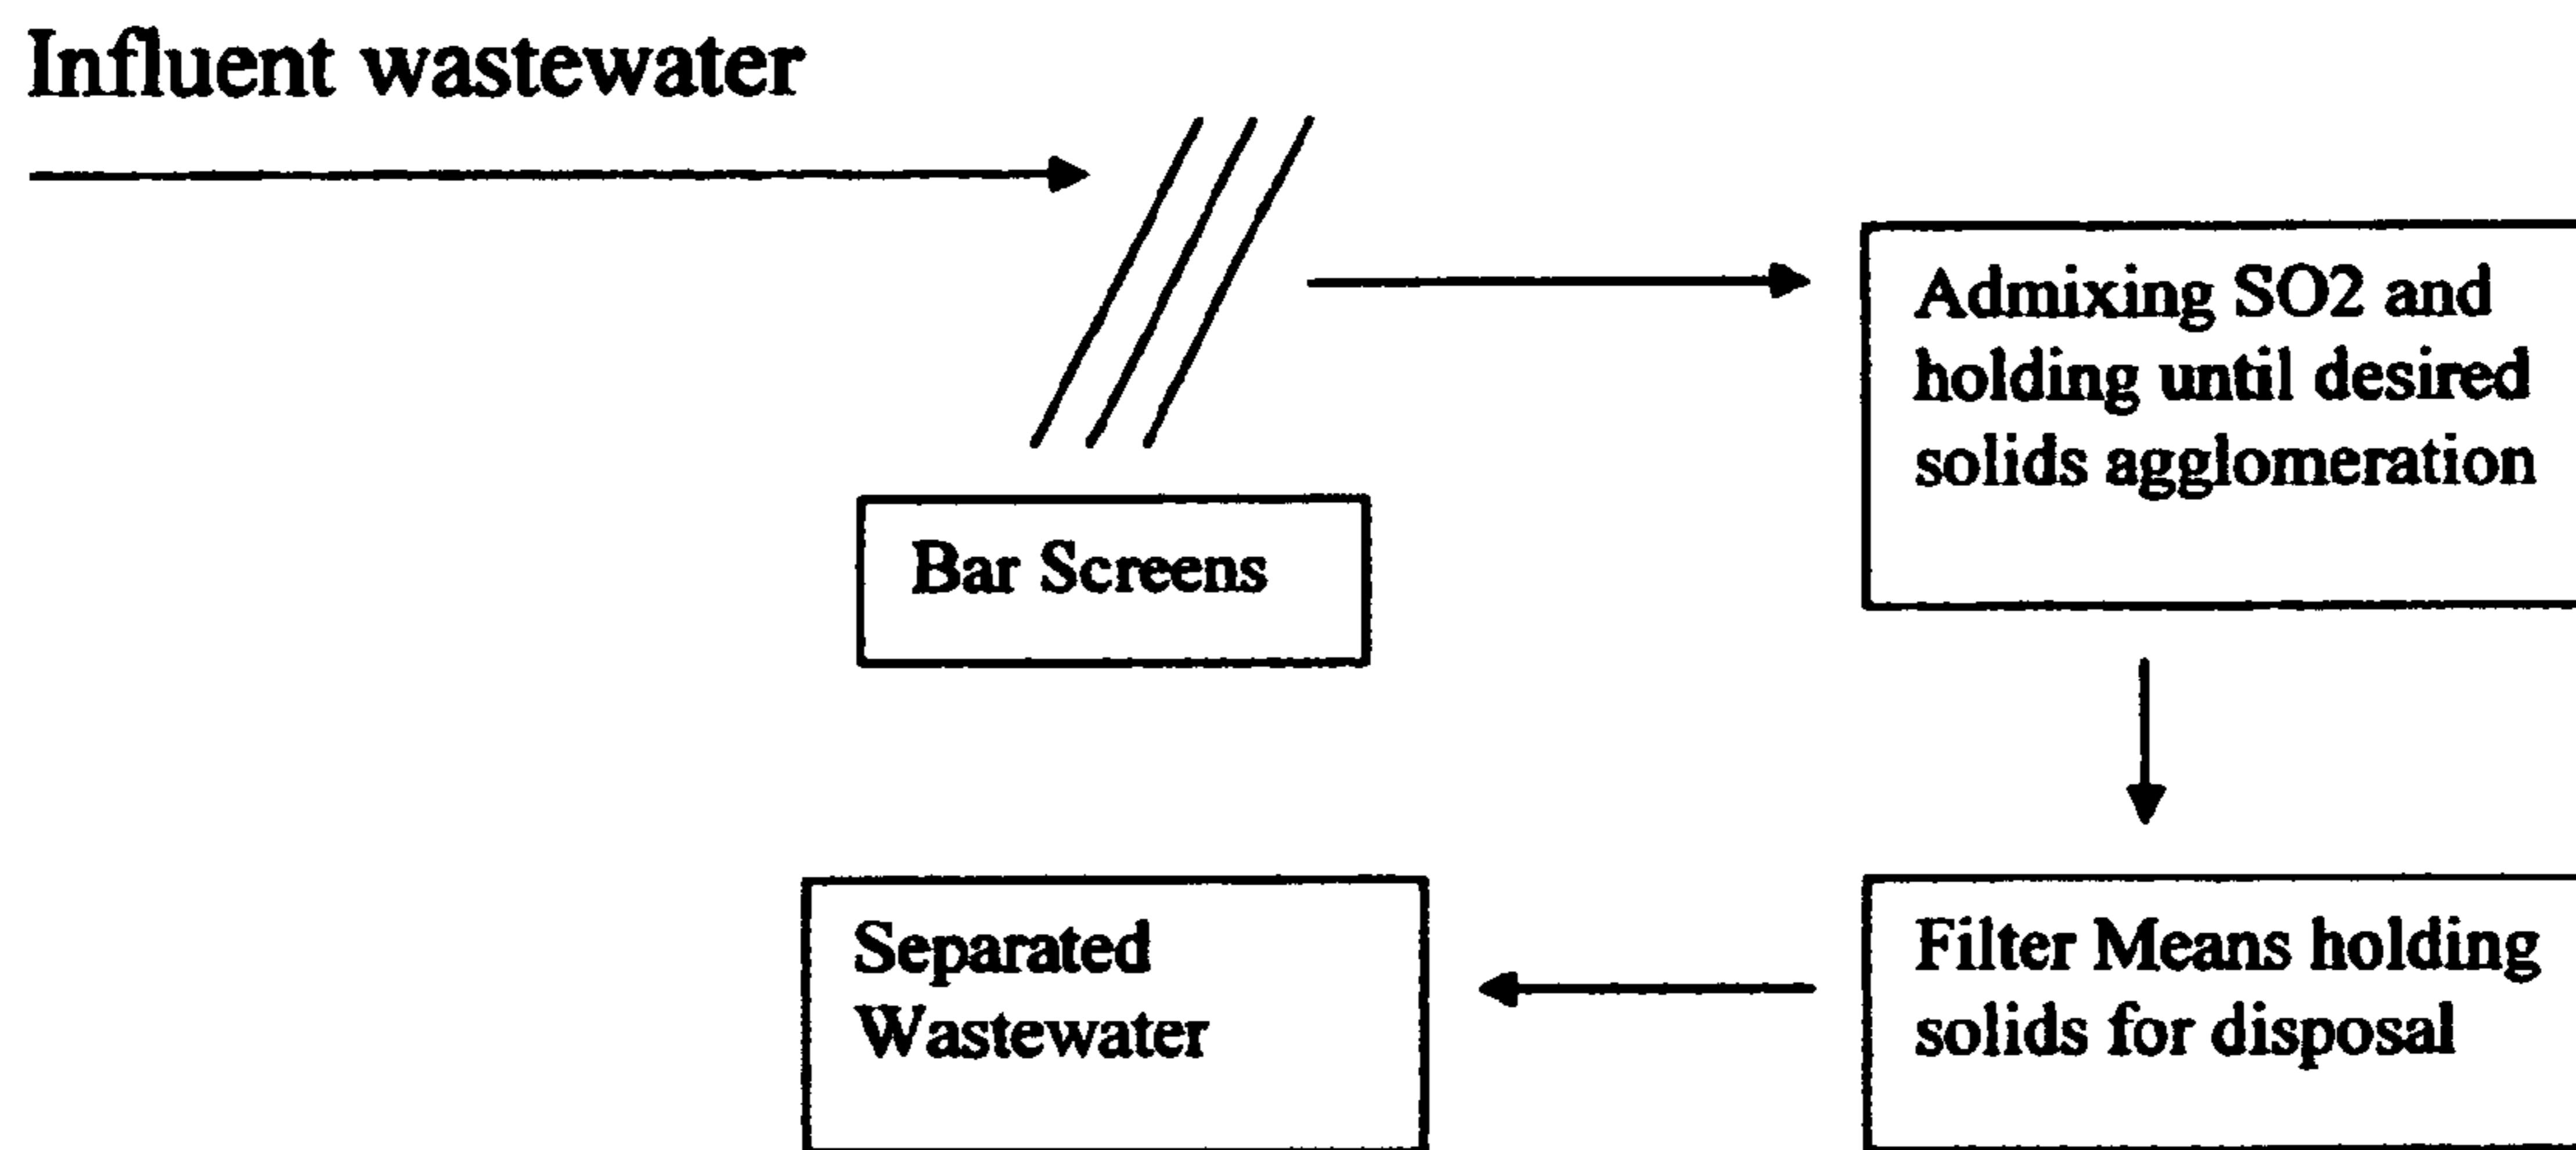 Influent wastewater
Admixing SO2 and
holding until desired
solids agglomeration
Bar Screens
Filter Means holding
solids for disposal
Separated
Wastewater